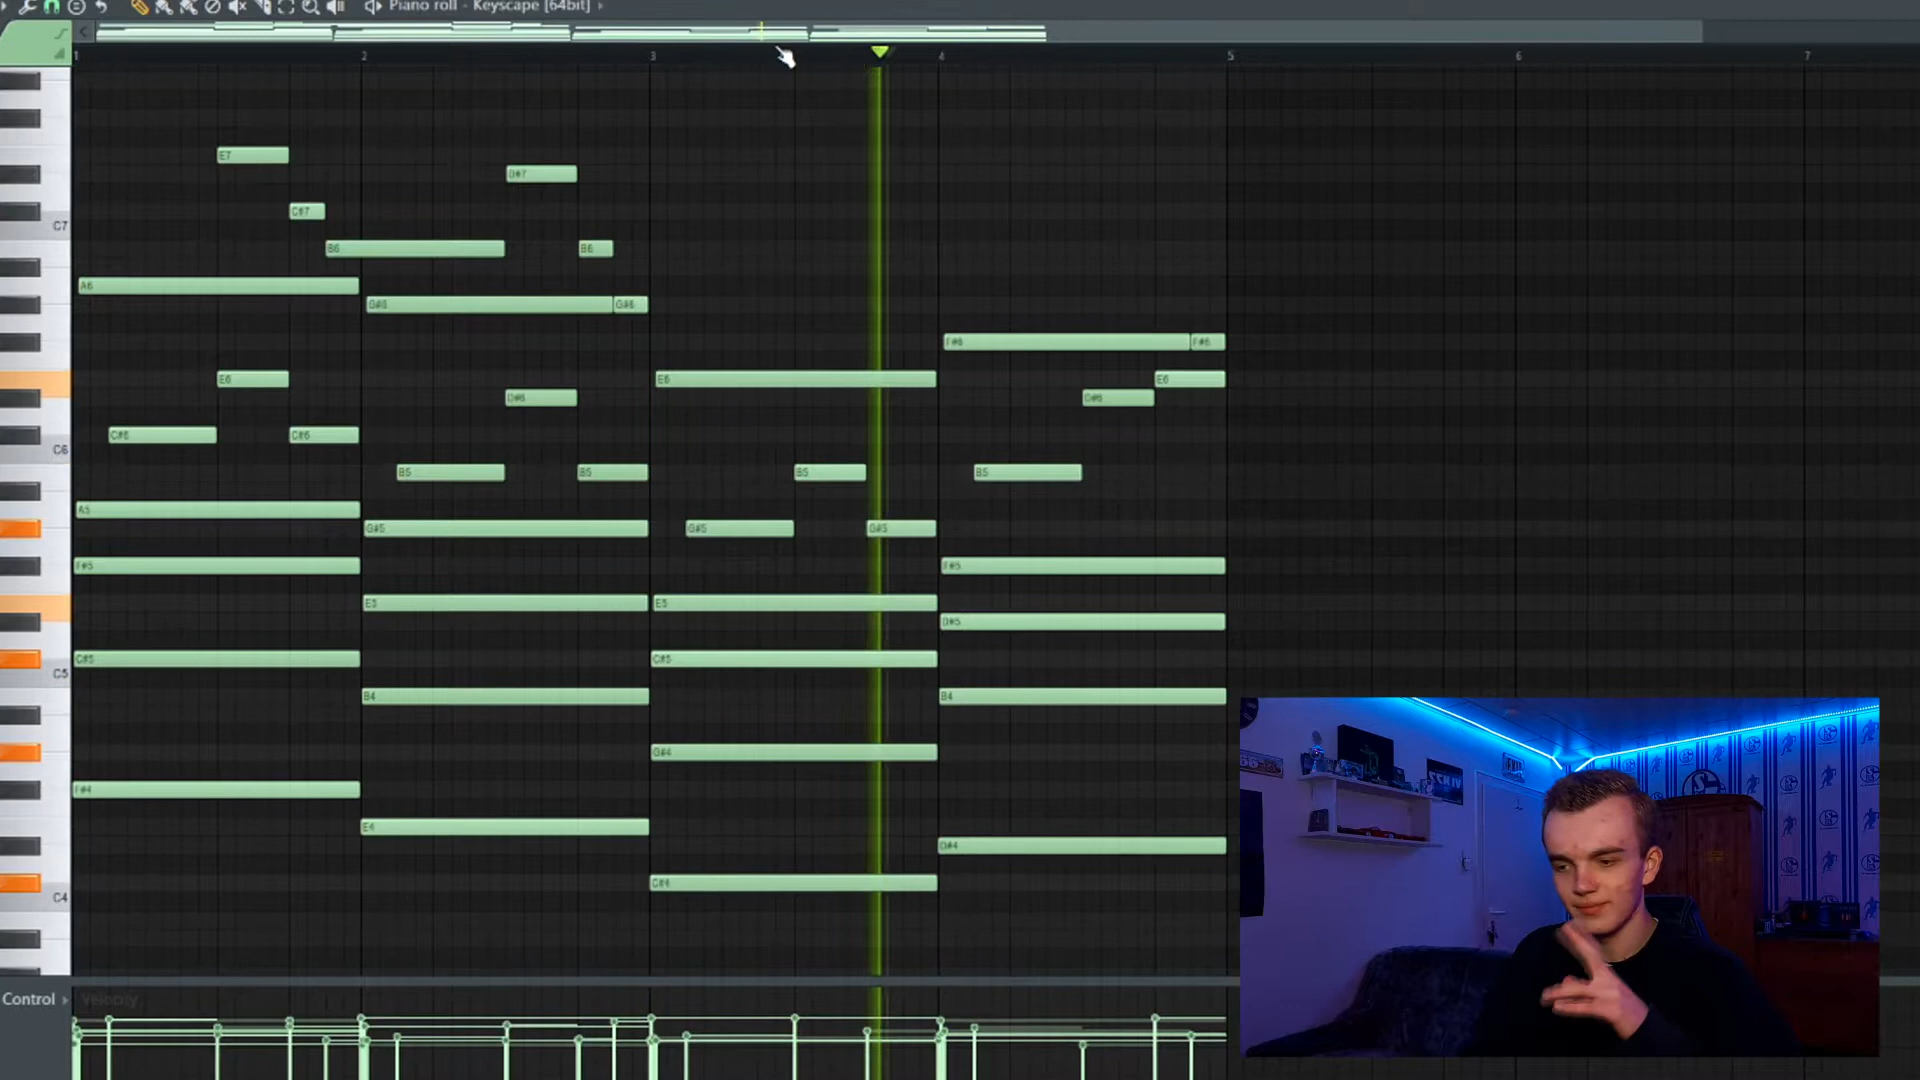 Piano roll - Keyscape [64bit]
1 2 3 4 5 6 7
E7
D#7
C#7
C7
B6 B6
A6
G#6 G#6
F#6 F#6
E6 E6 E6
D#6 D#6
C#6 C#6
C6
B5 B5 B5 B5
A5
G#5 G#5 G#5
F#5 F#5
E5 E5
D#5
C#5 C#5
C5
B4 B4
G#4
F#4
E4
D#4
C#4
C4
Control Velocity